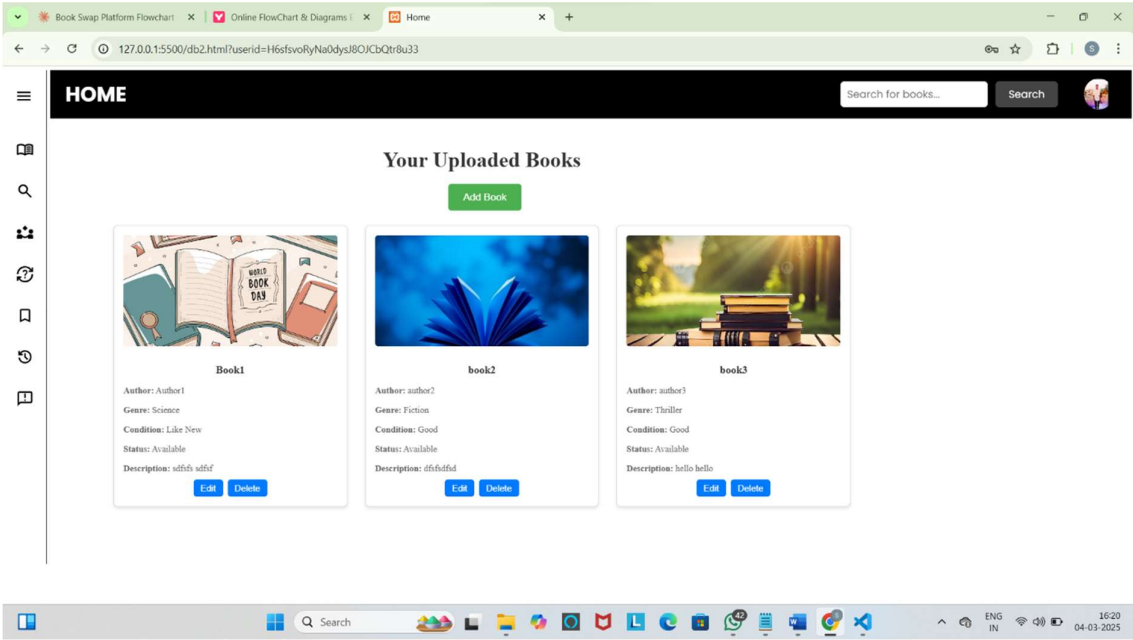 Book Swap Platform Flowchart
Online FlowChart & Diagrams E
Home
127.0.0.1:5500/db2.html?userid=H6sfsvoRyNa0dysJ8OJCbQtr8u33
S
HOME
Search for books...
Search
Your Uploaded Books
Add Book
WORLD
BOOK
DAY
Book1
Author: Author1
Genre: Science
Condition: Like New
Status: Available
Description: sdfsfs sdfsf
Edit Delete
book2
Author: author2
Genre: Fiction
Condition: Good
Status: Available
Description: dfsfsdfsd
Edit Delete
book3
Author: author3
Genre: Thriller
Condition: Good
Status: Available
Description: hello hello
Edit Delete
Search
42
ENG
IN
16:20
04-03-2025